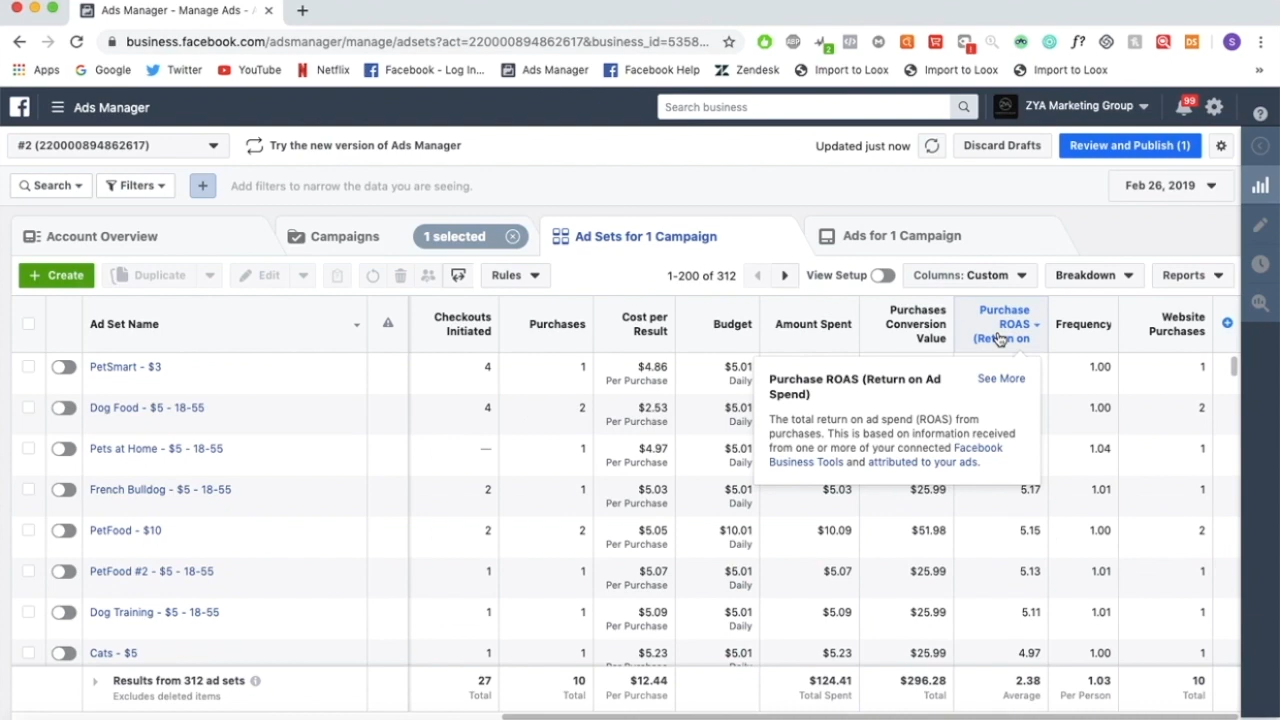 Ads Manager - Manage Ads - A
business.facebook.com/adsmanager/manage/adsets?act=220000894862617&business_id=5358...
Apps Google Twitter YouTube Netflix Facebook - Log In... Ads Manager Facebook Help Zendesk Import to Loox Import to Loox Import to Loox »
Ads Manager Search business ZYA Marketing Group 99
#2 (220000894862617) Try the new version of Ads Manager Updated just now Discard Drafts Review and Publish (1)
Search Filters + Add filters to narrow the data you are seeing. Feb 26, 2019
Account Overview Campaigns 1 selected Ad Sets for 1 Campaign Ads for 1 Campaign
+ Create Duplicate Edit Rules 1-200 of 312 View Setup Columns: Custom Breakdown Reports
Ad Set Name Checkouts Initiated Purchases Cost per Result Budget Amount Spent Purchases Conversion Value Purchase ROAS (Return on Frequency Website Purchases
PetSmart - $3 4 1 $4.86 $5.01 1.00 1
Per Purchase Daily
Dog Food - $5 - 18-55 4 2 $2.53 $5.01 1.00 2
Per Purchase Daily
Pets at Home - $5 - 18-55 — 1 $4.97 $5.01 1.04 1
Per Purchase Daily
Purchase ROAS (Return on Ad See More
Spend)
The total return on ad spend (ROAS) from
purchases. This is based on information received
from one or more of your connected Facebook
Business Tools and attributed to your ads.
French Bulldog - $5 - 18-55 2 1 $5.03 $5.01 $5.03 $25.99 5.17 1.01 1
Per Purchase Daily
PetFood - $10 2 2 $5.05 $10.01 $10.09 $51.98 5.15 1.00 2
Per Purchase Daily
PetFood #2 - $5 - 18-55 1 1 $5.07 $5.01 $5.07 $25.99 5.13 1.01 1
Per Purchase Daily
Dog Training - $5 - 18-55 1 1 $5.09 $5.01 $5.09 $25.99 5.11 1.01 1
Per Purchase Daily
Cats - $5 1 1 $5.23 $5.01 $5.23 $25.99 4.97 1.00 1
Per Purchase Daily
Results from 312 ad sets 27 10 $12.44 $124.41 $296.28 2.38 1.03 10
Excludes deleted items Total Total Per Purchase Total Spent Total Average Per Person Total